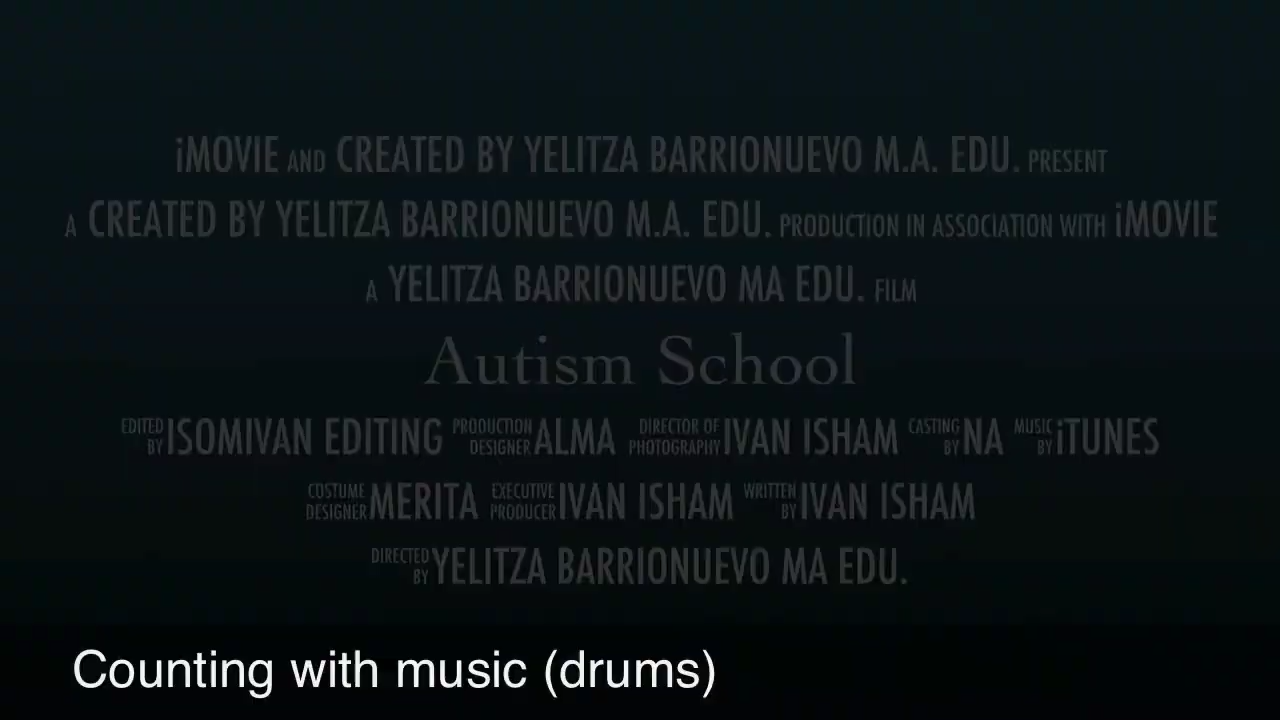 iMOVIE AND CREATED BY YELITZA BARRIONUEVO M.A. EDU. PRESENT
A CREATED BY YELITZA BARRIONUEVO M.A. EDU. PRODUCTION IN ASSOCIATION WITH iMOVIE
A YELITZA BARRIONUEVO MA EDU. FILM
Autism School
EDITED BY ISOMIVAN EDITING PRODUCTION DESIGNER ALMA DIRECTOR OF PHOTOGRAPHY IVAN ISHAM CASTING BY NA MUSIC BY iTUNES
COSTUME DESIGNER MERITA EXECUTIVE PRODUCER IVAN ISHAM WRITTEN BY IVAN ISHAM
DIRECTED BY YELITZA BARRIONUEVO MA EDU.
Counting with music (drums)